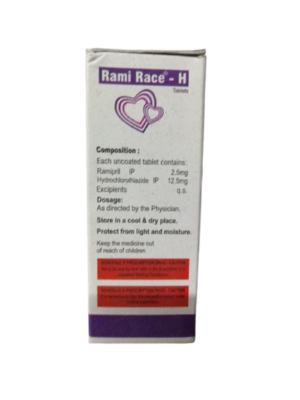 Rami Race® - H
Tablets
Composition :
Each uncoated tablet contains:
Ramipril IP 2.5mg
Hydrochlorothiazide IP 12.5mg
Excipients q.s.
Dosage:
As directed by the Physician.
Store in a cool & dry place.
Protect from light and moisture.
Keep the medicine out
of reach of children